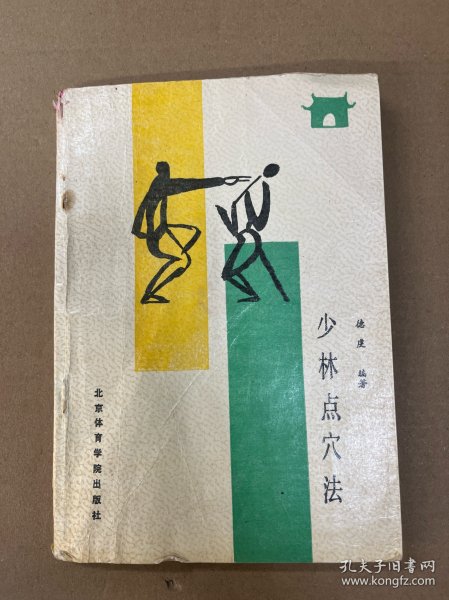 少林点穴法
德虔 编著
北京体育学院出版社
孔夫子旧书网
www.kongfz.com